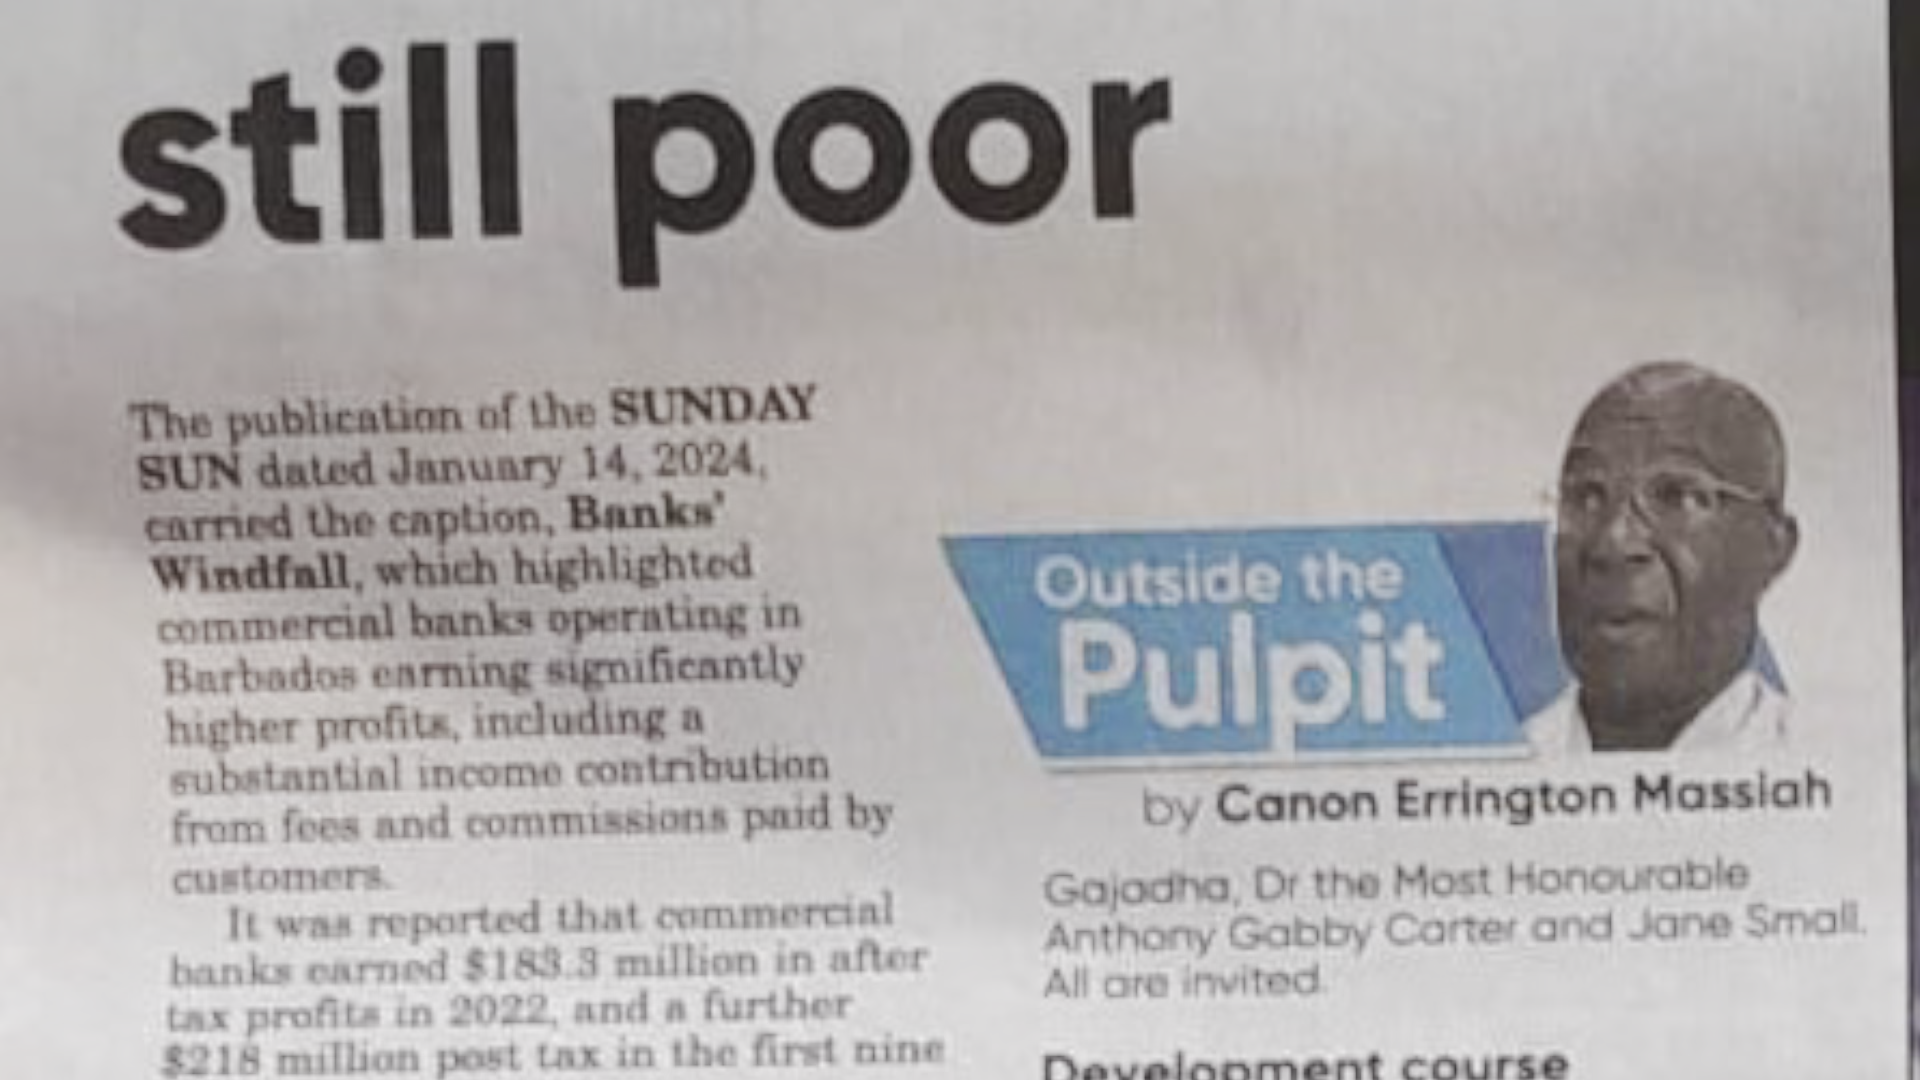 still poor
The publication of the SUNDAY
SUN dated January 14, 2024,
carried the caption, Banks'
Windfall, which highlighted
commercial banks operating in
Barbados earning significantly
higher profits, including a
substantial income contribution
from fees and commissions paid by
customers.
It was reported that commercial
banks earned $183.3 million in after
tax profits in 2022, and a further
$218 million post tax in the first nine
Outside the
Pulpit
by Canon Errington Massiah
Gajadha, Dr the Most Honourable
Anthony Gabby Carter and Jane Small.
All are invited.
Development course